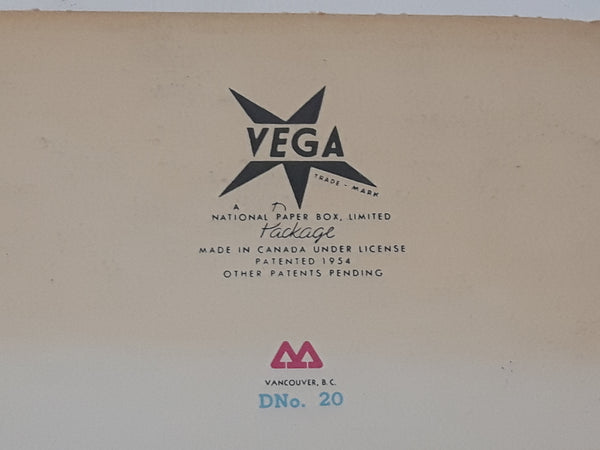 VEGA
TRADE - MARK
A
NATIONAL PAPER BOX, LIMITED
Package
MADE IN CANADA UNDER LICENSE
PATENTED 1954
OTHER PATENTS PENDING
VANCOUVER, B.C.
DNo. 20